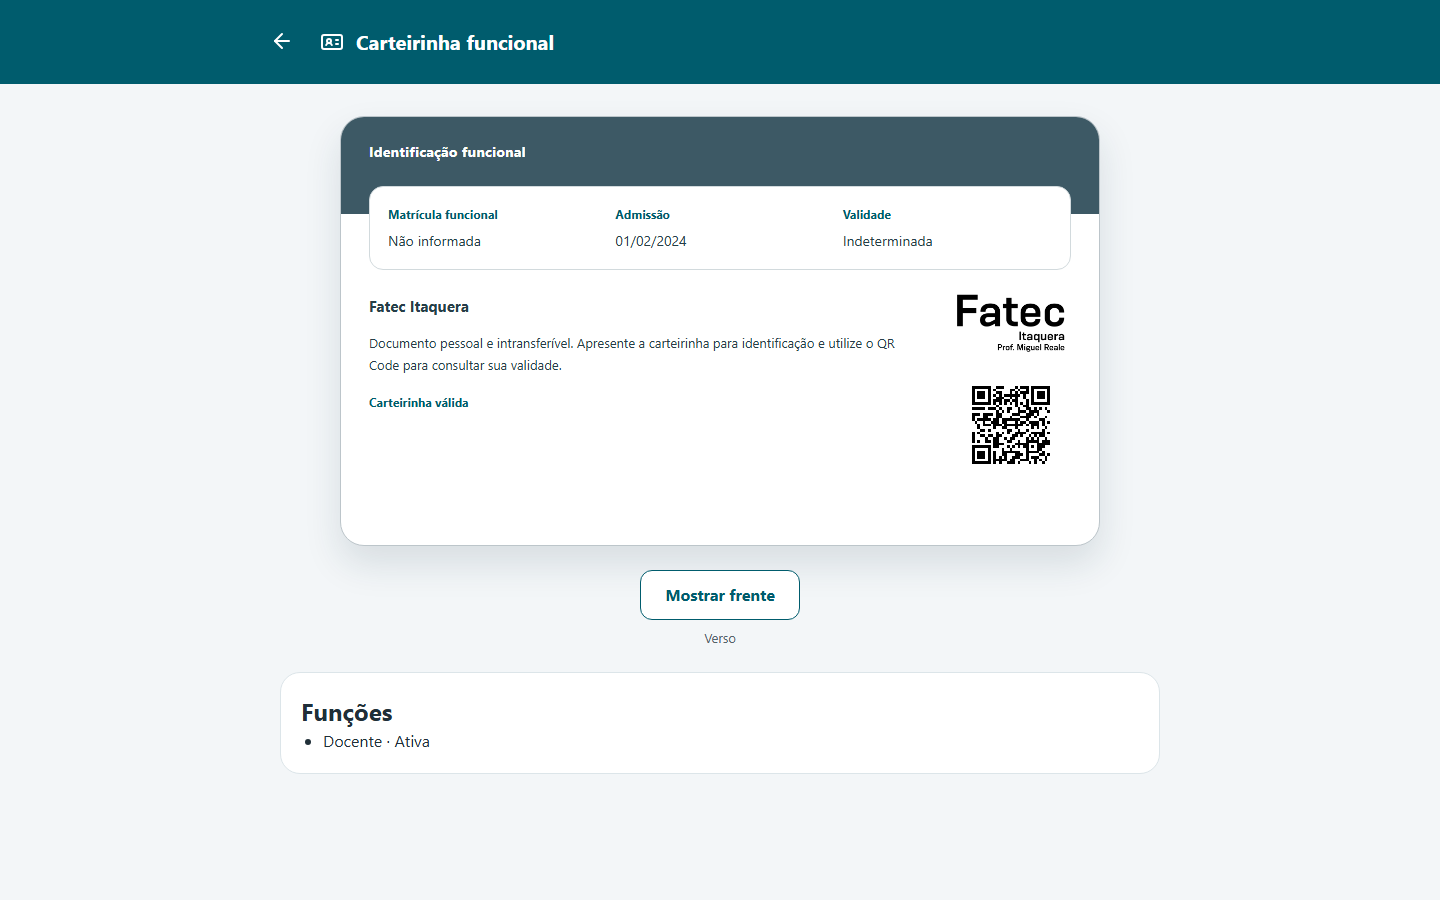 Carteirinha funcional
Identificação funcional
Matrícula funcional
Não informada
Admissão
01/02/2024
Validade
Indeterminada
Fatec Itaquera
Documento pessoal e intransferível. Apresente a carteirinha para identificação e utilize o QR
Code para consultar sua validade.
Carteirinha válida
Fatec
Itaquera
Prof. Miguel Reale
Mostrar frente
Verso
Funções
Docente · Ativa